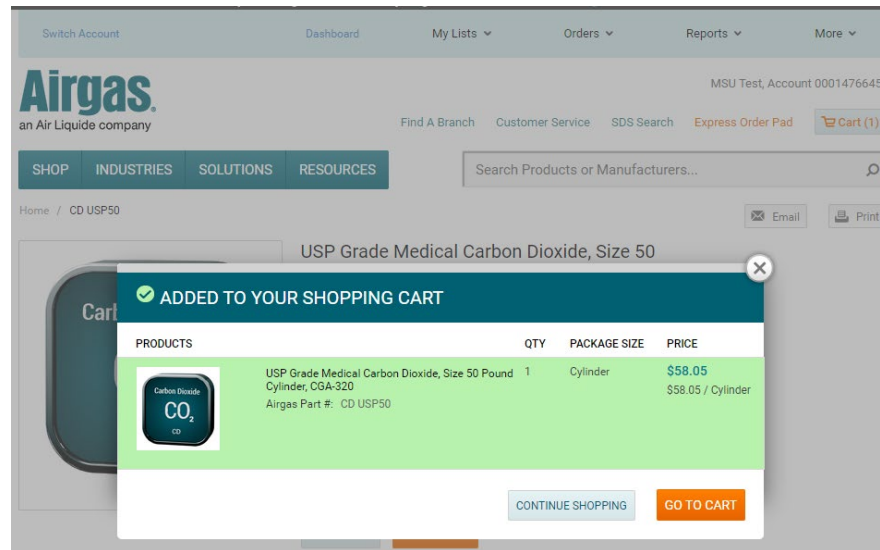 Switch Account Dashboard My Lists Orders Reports More
Airgas.
an Air Liquide company
MSU Test, Account 0001476645
Find A Branch Customer Service SDS Search Express Order Pad Cart (1)
SHOP INDUSTRIES SOLUTIONS RESOURCES Search Products or Manufacturers...
Home / CD USP50 Email Print
USP Grade Medical Carbon Dioxide, Size 50
ADDED TO YOUR SHOPPING CART
PRODUCTS QTY PACKAGE SIZE PRICE
Carbon Dioxide
CO₂
CD
USP Grade Medical Carbon Dioxide, Size 50 Pound
Cylinder, CGA-320
Airgas Part #: CD USP50
1 Cylinder $58.05
$58.05 / Cylinder
CONTINUE SHOPPING GO TO CART